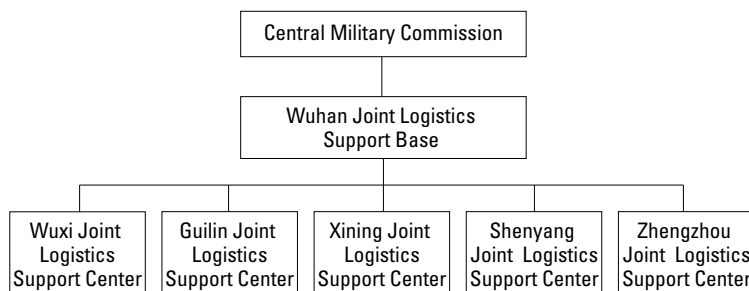 Central Military Commission
Wuhan Joint Logistics
Support Base
Wuxi Joint
Logistics
Support Center
Guilin Joint
Logistics
Support Center
Xining Joint
Logistics
Support Center
Shenyang
Joint Logistics
Support Center
Zhengzhou
Joint Logistics
Support Center